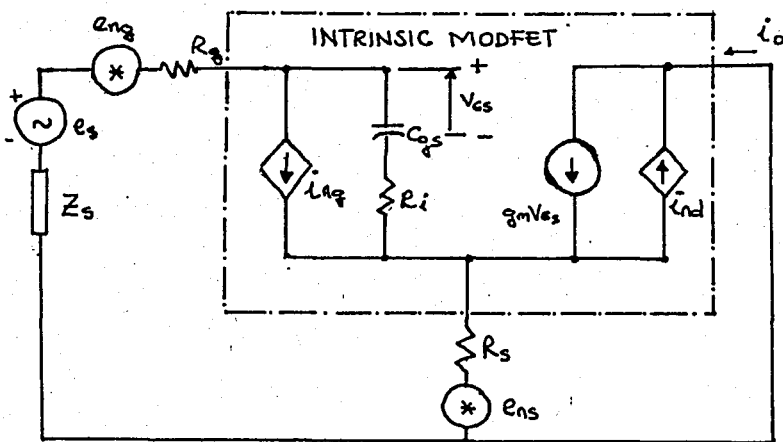 eng
Rg
INTRINSIC MODFET
io
+
es
-
Zs
ing
Cgs
Ri
+
VGS
-
gmVGs
ind
Rs
ens